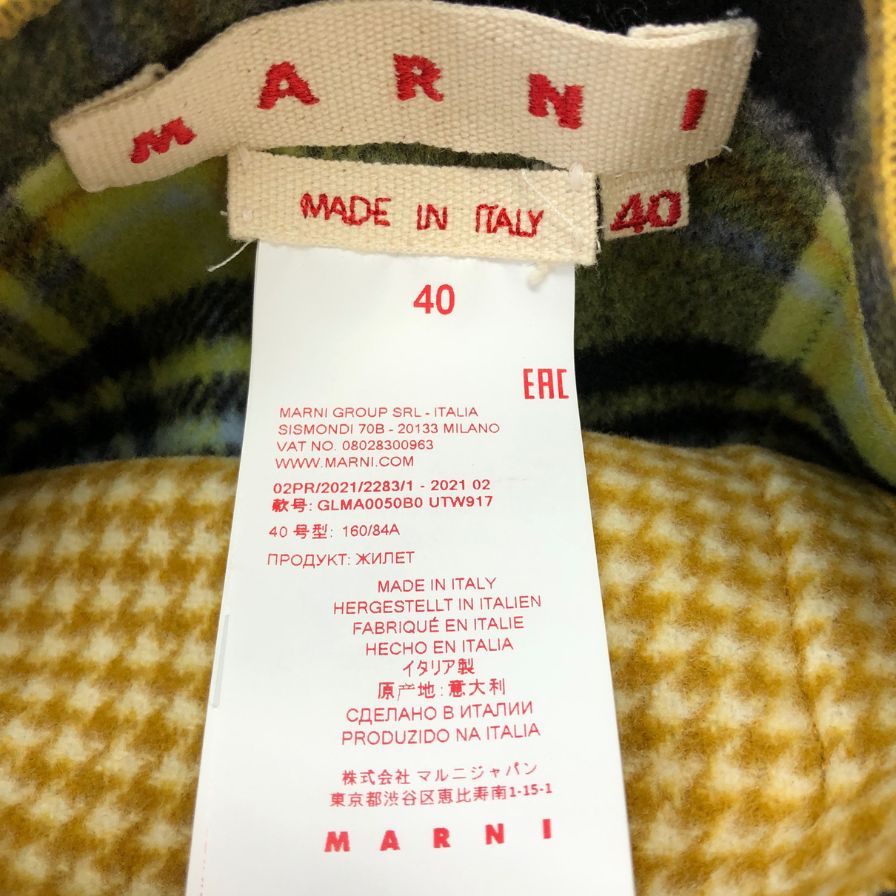 MARNI
MADE IN ITALY
40
40
EAC
MARNI GROUP SRL - ITALIA
SISMONDI 70B - 20133 MILANO
VAT NO. 08028300963
WWW.MARNI.COM
02PR/2021/2283/1 - 2021 02
款号: GLMA0050B0 UTW917
40 号型: 160/84A
ПРОДУКТ: ЖИЛЕТ
MADE IN ITALY
HERGESTELLT IN ITALIEN
FABRIQUÉ EN ITALIE
HECHO EN ITALIA
イタリア製
原产地: 意大利
СДЕЛАНО В ИТАЛИИ
PRODUZIDO NA ITALIA
株式会社 マルニジャパン
東京都渋谷区恵比寿南1-15-1
MARNI